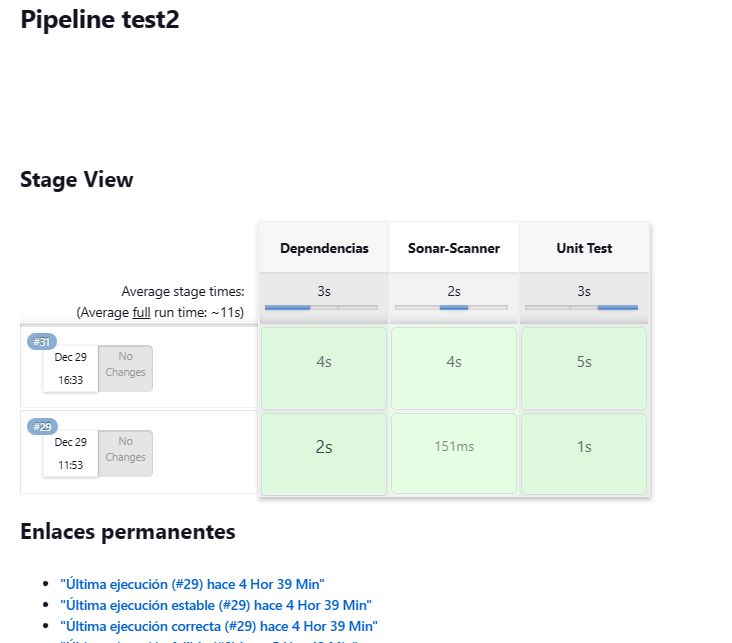 Pipeline test2
Stage View
Dependencias Sonar-Scanner Unit Test
Average stage times: 3s 2s 3s
(Average full run time: ~11s)
#31
Dec 29 No
Changes
16:33
4s 4s 5s
#29
Dec 29 No
Changes
11:53
2s 151ms 1s
Enlaces permanentes
"Última ejecución (#29) hace 4 Hor 39 Min"
"Última ejecución estable (#29) hace 4 Hor 39 Min"
"Última ejecución correcta (#29) hace 4 Hor 39 Min"